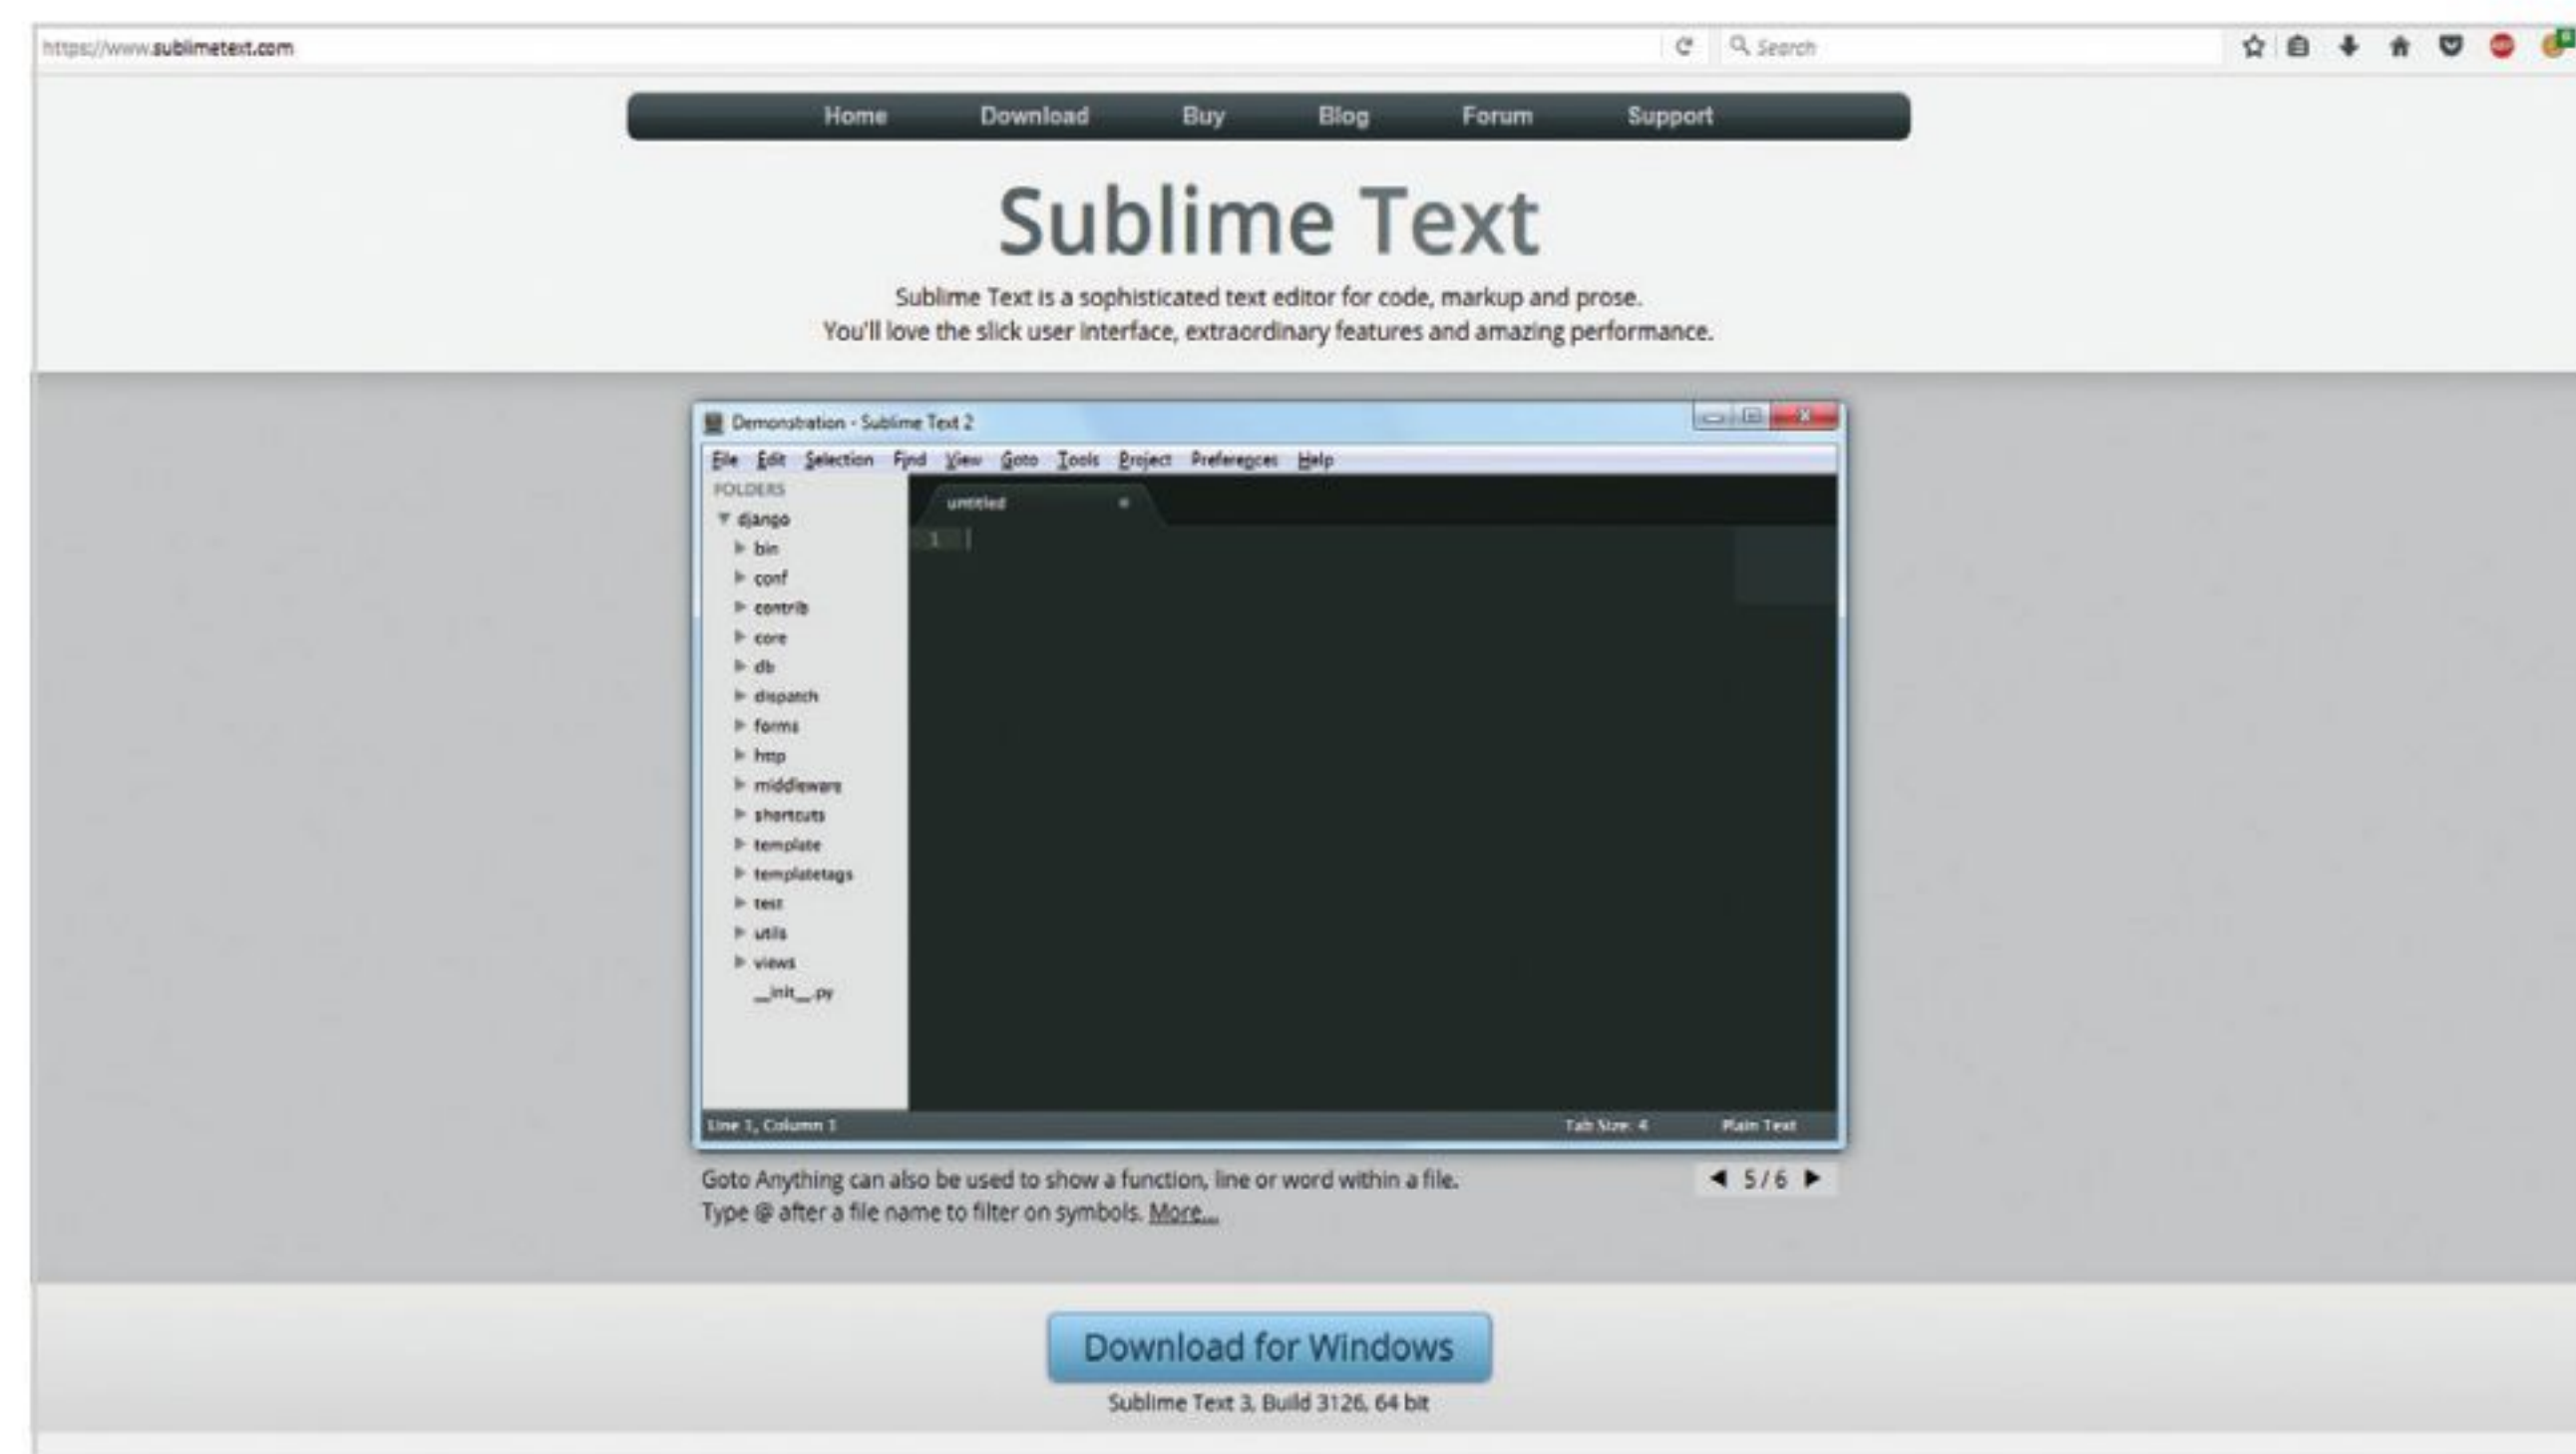 https://www.sublimetext.com
Search
Home Download Buy Blog Forum Support
Sublime Text
Sublime Text is a sophisticated text editor for code, markup and prose.
You'll love the slick user interface, extraordinary features and amazing performance.
Demonstration - Sublime Text 2
File Edit Selection Find View Goto Tools Project Preferences Help
FOLDERS
django
bin
conf
contrib
core
db
dispatch
forms
http
middleware
shortcuts
template
templatetags
test
utils
views
__init__.py
untitled
1
Line 1, Column 1 Tab Size: 4 Plain Text
Goto Anything can also be used to show a function, line or word within a file.
Type @ after a file name to filter on symbols. More...
5/6
Download for Windows
Sublime Text 3, Build 3126, 64 bit